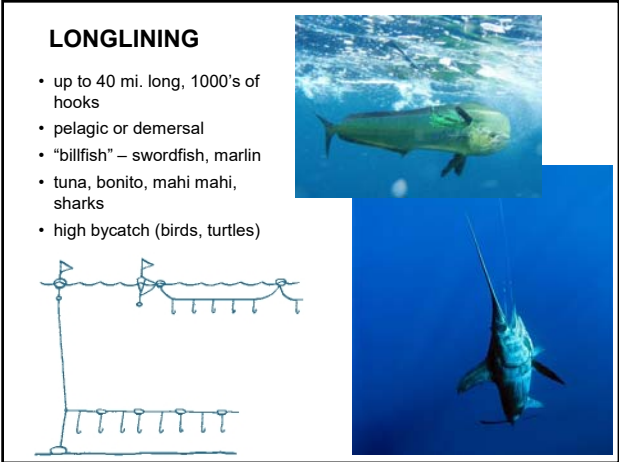 LONGLINING
• up to 40 mi. long, 1000's of
hooks
• pelagic or demersal
• “billfish” – swordfish, marlin
• tuna, bonito, mahi mahi,
sharks
• high bycatch (birds, turtles)